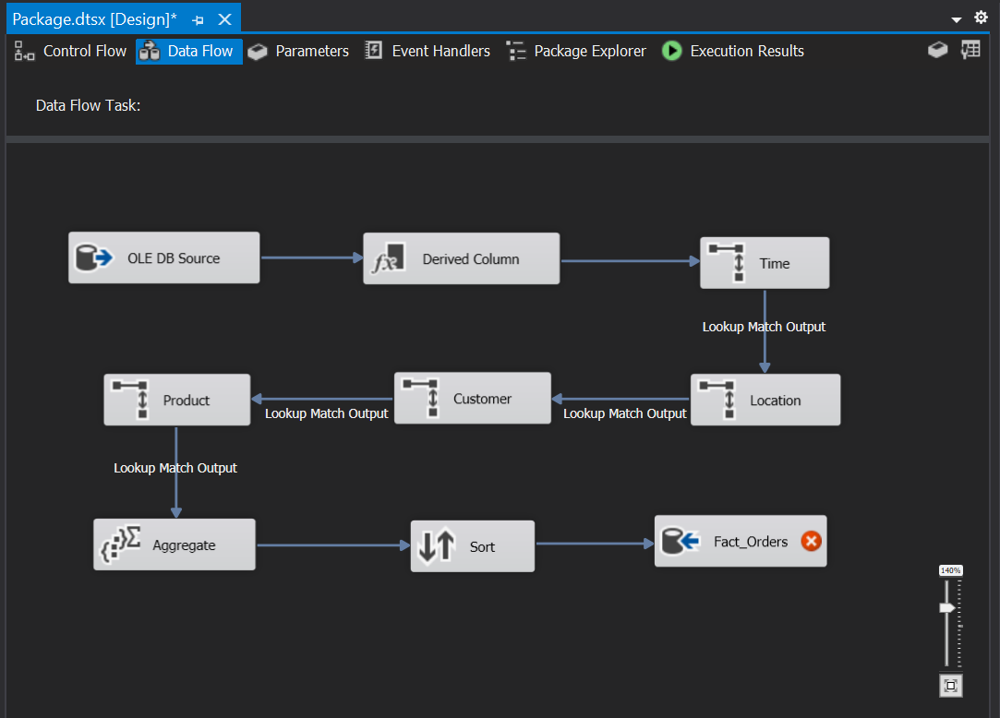 Package.dtsx [Design]*
Control Flow Data Flow Parameters Event Handlers Package Explorer Execution Results
Data Flow Task:
OLE DB Source Derived Column Time
Lookup Match Output
Product Customer Location
Lookup Match Output Lookup Match Output
Lookup Match Output
Aggregate Sort Fact_Orders
140%